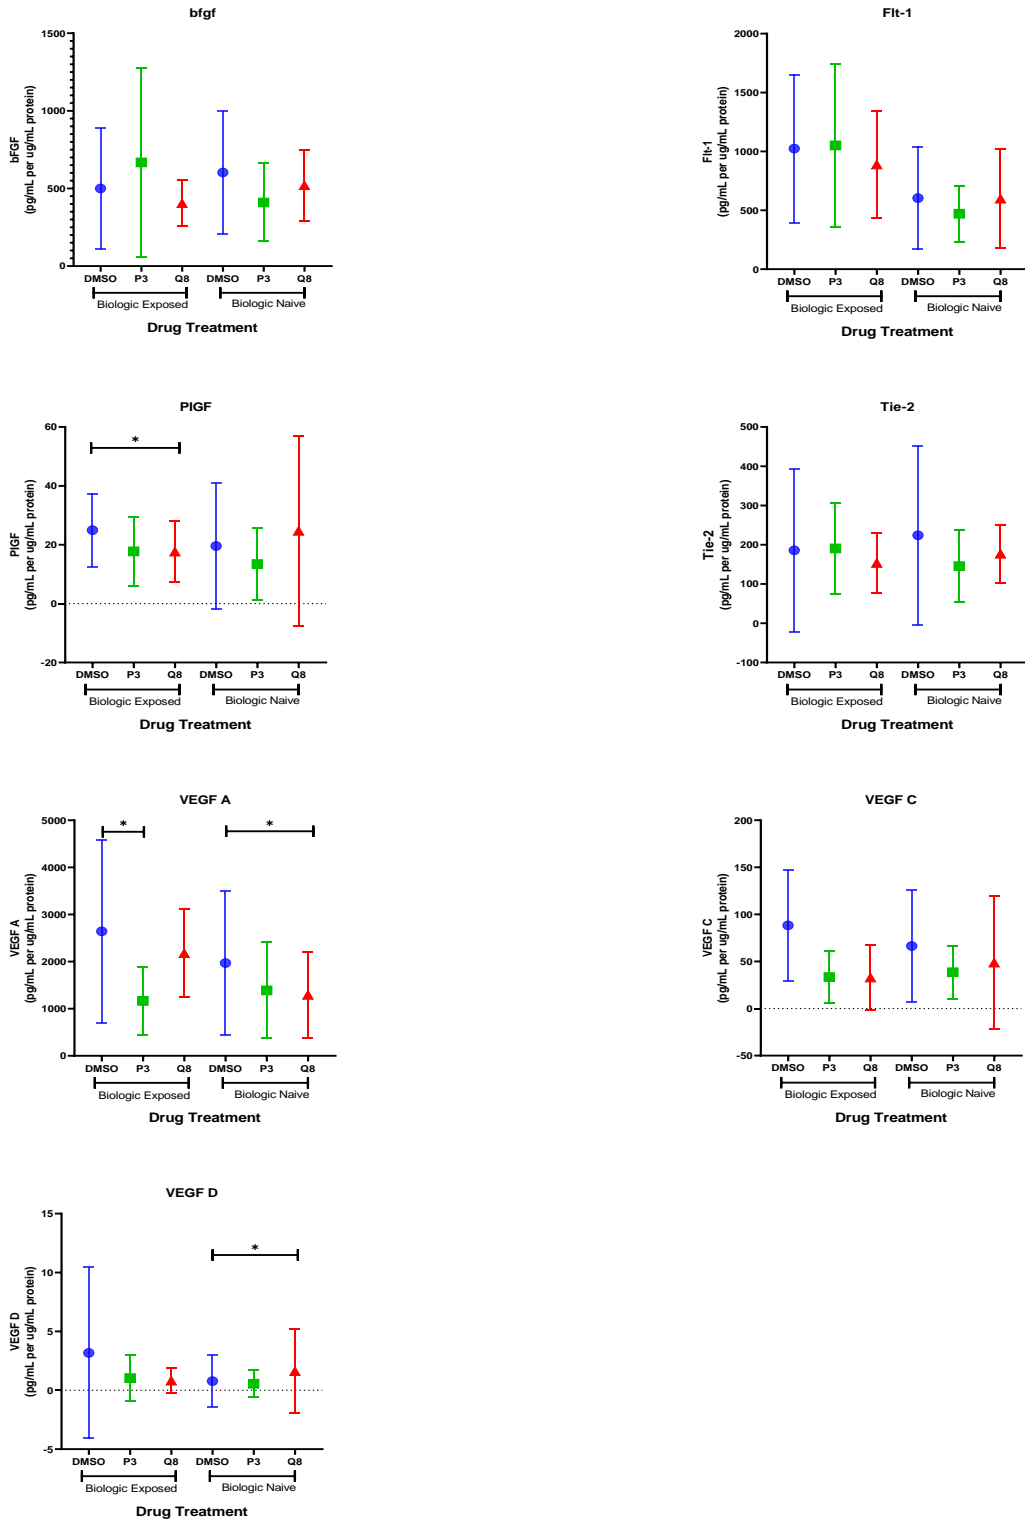 bfgf
1500
1000
500
0
bFGF
(pg/mL per ug/mL protein)
DMSO P3 Q8 DMSO P3 Q8
Biologic Exposed Biologic Naive
Drug Treatment
Flt-1
2000
1500
1000
500
0
Flt-1
(pg/mL per ug/mL protein)
DMSO P3 Q8 DMSO P3 Q8
Biologic Exposed Biologic Naive
Drug Treatment
PlGF
60
40
20
0
-20
PlGF
(pg/mL per ug/mL protein)
*
DMSO P3 Q8 DMSO P3 Q8
Biologic Exposed Biologic Naive
Drug Treatment
Tie-2
500
400
300
200
100
0
-100
Tie-2
(pg/mL per ug/mL protein)
DMSO P3 Q8 DMSO P3 Q8
Biologic Exposed Biologic Naive
Drug Treatment
VEGF A
5000
4000
3000
2000
1000
0
VEGF A
(pg/mL per ug/mL protein)
* *
DMSO P3 Q8 DMSO P3 Q8
Biologic Exposed Biologic Naive
Drug Treatment
VEGF C
200
150
100
50
0
-50
VEGF C
(pg/mL per ug/mL protein)
DMSO P3 Q8 DMSO P3 Q8
Biologic Exposed Biologic Naive
Drug Treatment
VEGF D
15
10
5
0
-5
VEGF D
(pg/mL per ug/mL protein)
*
DMSO P3 Q8 DMSO P3 Q8
Biologic Exposed Biologic Naive
Drug Treatment